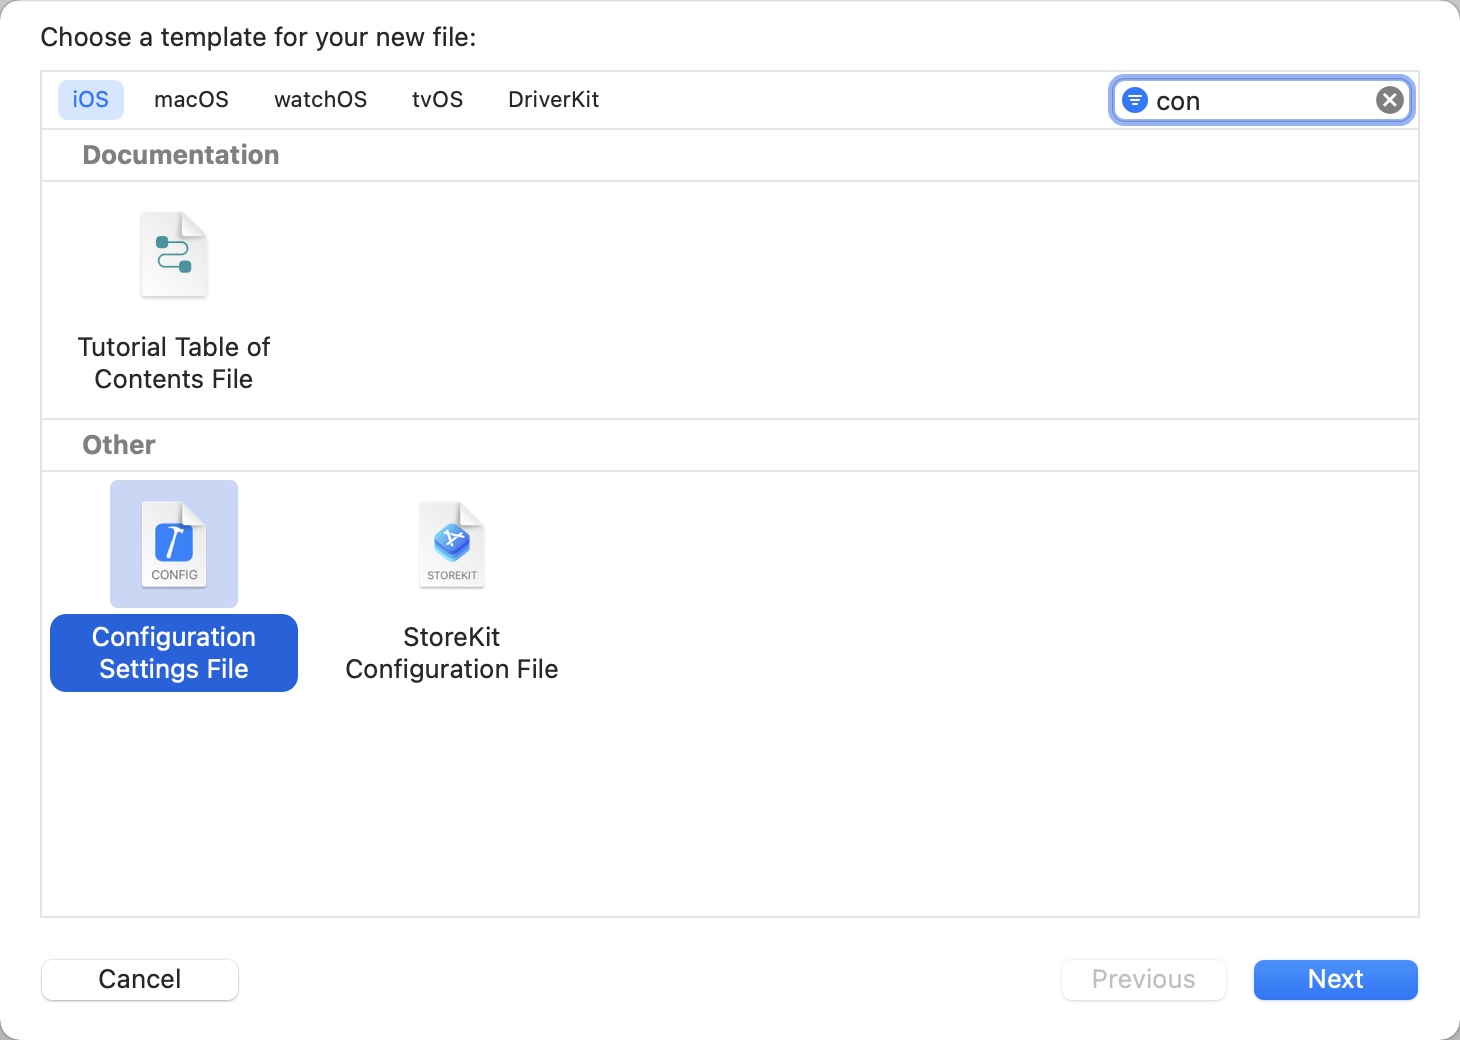 Choose a template for your new file:
iOS macOS watchOS tvOS DriverKit con
Documentation
Tutorial Table of
Contents File
Other
CONFIG STOREKIT
Configuration
Settings File
StoreKit
Configuration File
Cancel Previous Next